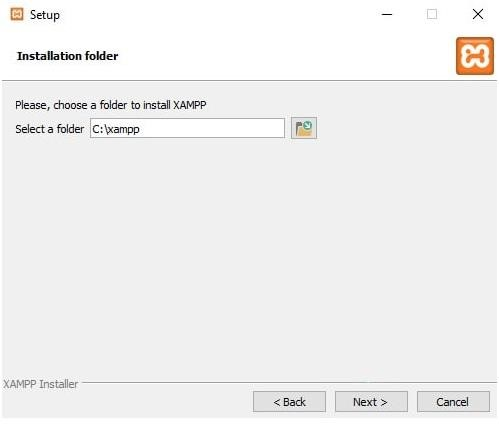 Setup
Installation folder
Please, choose a folder to install XAMPP
Select a folder C:\xampp
XAMPP Installer
< Back Next > Cancel